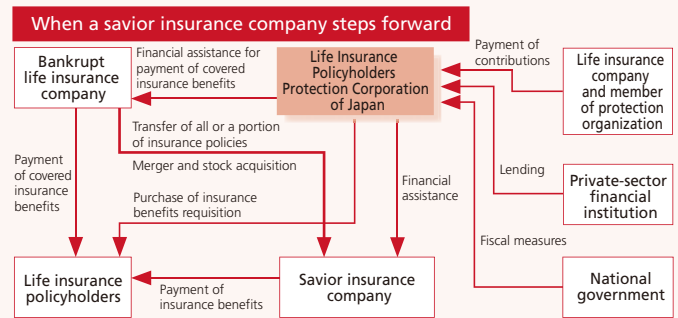 When a savior insurance company steps forward
Bankrupt
life insurance
company
Financial assistance for
payment of covered
insurance benefits
Life Insurance
Policyholders
Protection Corporation
of Japan
Payment of
contributions
Life insurance
company
and member
of protection
organization
Transfer of all or a portion
of insurance policies
Merger and stock acquisition
Payment
of covered
insurance
benefits
Purchase of insurance
benefits requisition
Financial
assistance
Lending
Private-sector
financial
institution
Fiscal measures
Life insurance
policyholders
Payment of
insurance benefits
Savior insurance
company
National
government